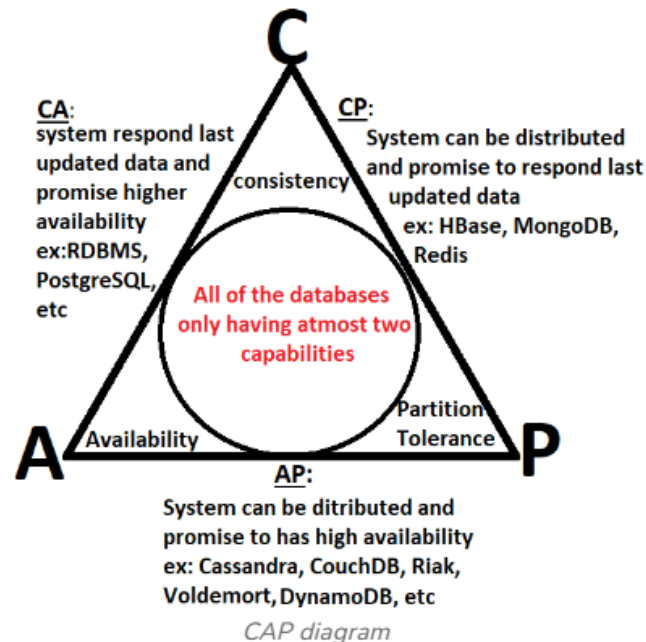 C
CA:
system respond last
updated data and
promise higher
availability
ex:RDBMS,
PostgreSQL,
etc
CP:
System can be distributed
and promise to respond last
updated data
ex: HBase, MongoDB,
Redis
consistency
All of the databases
only having atmost two
capabilities
A
Availability
Partition
Tolerance
P
AP:
System can be ditributed and
promise to has high availability
ex: Cassandra, CouchDB, Riak,
Voldemort, DynamoDB, etc
CAP diagram